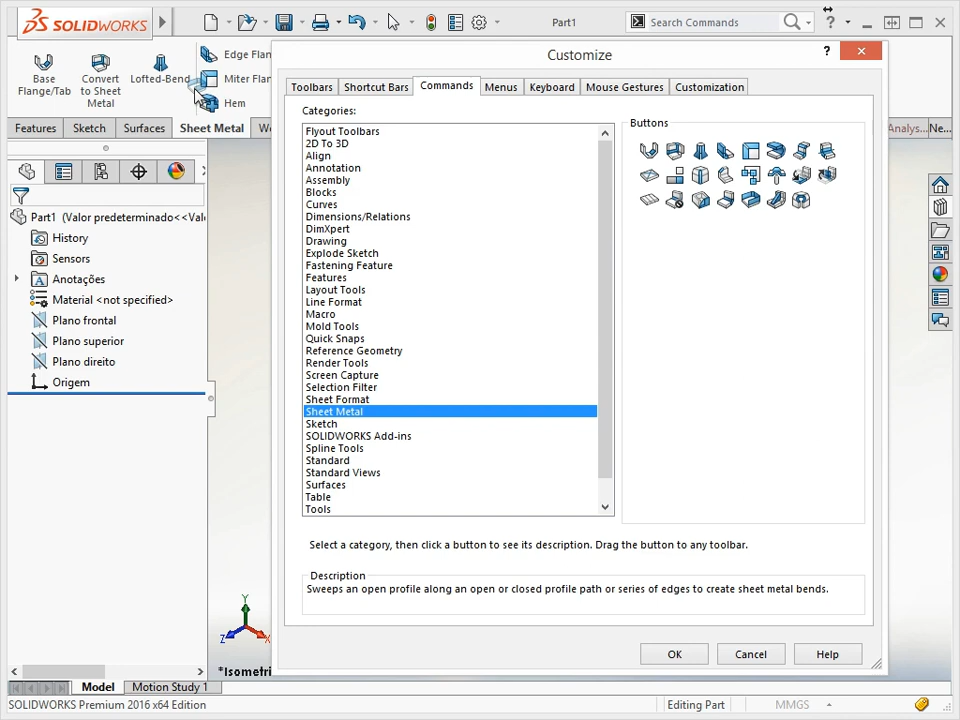 SOLIDWORKS
Part1
Search Commands
?
Base Flange/Tab
Convert to Sheet Metal
Lofted-Bend
Edge Flan
Miter Flan
Hem
Features
Sketch
Surfaces
Sheet Metal
We
Analys...
Ne...
Part1 (Valor predeterminado<<Val
History
Sensors
Anotações
Material <not specified>
Plano frontal
Plano superior
Plano direito
Origem
Customize
?
Toolbars
Shortcut Bars
Commands
Menus
Keyboard
Mouse Gestures
Customization
Categories:
Flyout Toolbars
2D To 3D
Align
Annotation
Assembly
Blocks
Curves
Dimensions/Relations
DimXpert
Drawing
Explode Sketch
Fastening Feature
Features
Layout Tools
Line Format
Macro
Mold Tools
Quick Snaps
Reference Geometry
Render Tools
Screen Capture
Selection Filter
Sheet Format
Sheet Metal
Sketch
SOLIDWORKS Add-ins
Spline Tools
Standard
Standard Views
Surfaces
Table
Tools
Buttons
Select a category, then click a button to see its description. Drag the button to any toolbar.
Description
Sweeps an open profile along an open or closed profile path or series of edges to create sheet metal bends.
OK
Cancel
Help
Y
Z
X
*Isometri
Model
Motion Study 1
SOLIDWORKS Premium 2016 x64 Edition
Editing Part
MMGS